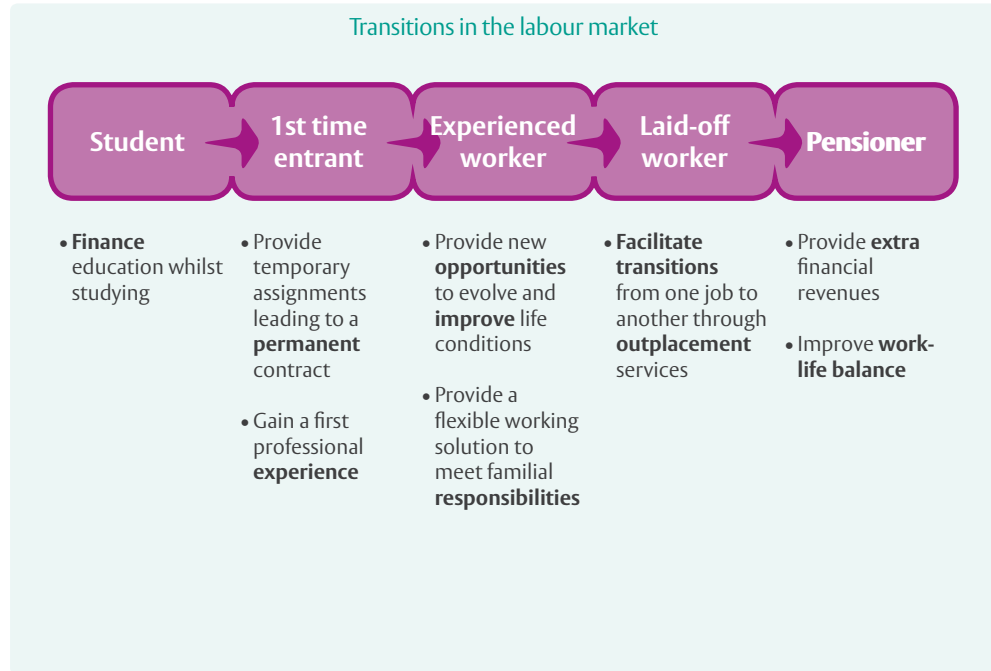 Transitions in the labour market
Student
1st time
entrant
Experienced
worker
Laid-off
worker
Pensioner
• Finance
education whilst
studying
• Provide
temporary
assignments
leading to a
permanent
contract
• Gain a first
professional
experience
• Provide new
opportunities
to evolve and
improve life
conditions
• Provide a
flexible working
solution to
meet familial
responsibilities
• Facilitate
transitions
from one job to
another through
outplacement
services
• Provide extra
financial
revenues
• Improve work-
life balance